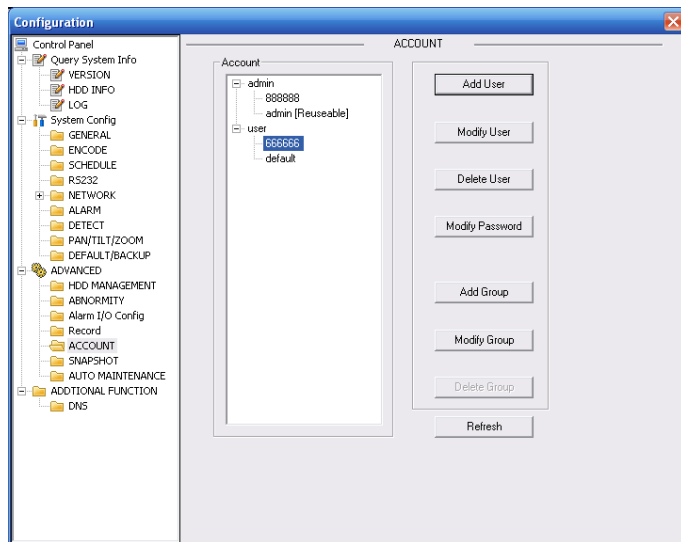 Configuration
Control Panel
Query System Info
VERSION
HDD INFO
LOG
System Config
GENERAL
ENCODE
SCHEDULE
RS232
NETWORK
ALARM
DETECT
PAN/TILT/ZOOM
DEFAULT/BACKUP
ADVANCED
HDD MANAGEMENT
ABNORMITY
Alarm I/O Config
Record
ACCOUNT
SNAPSHOT
AUTO MAINTENANCE
ADDTIONAL FUNCTION
DNS
ACCOUNT
Account
admin
888888
admin [Reuseable]
user
666666
default
Add User
Modify User
Delete User
Modify Password
Add Group
Modify Group
Delete Group
Refresh